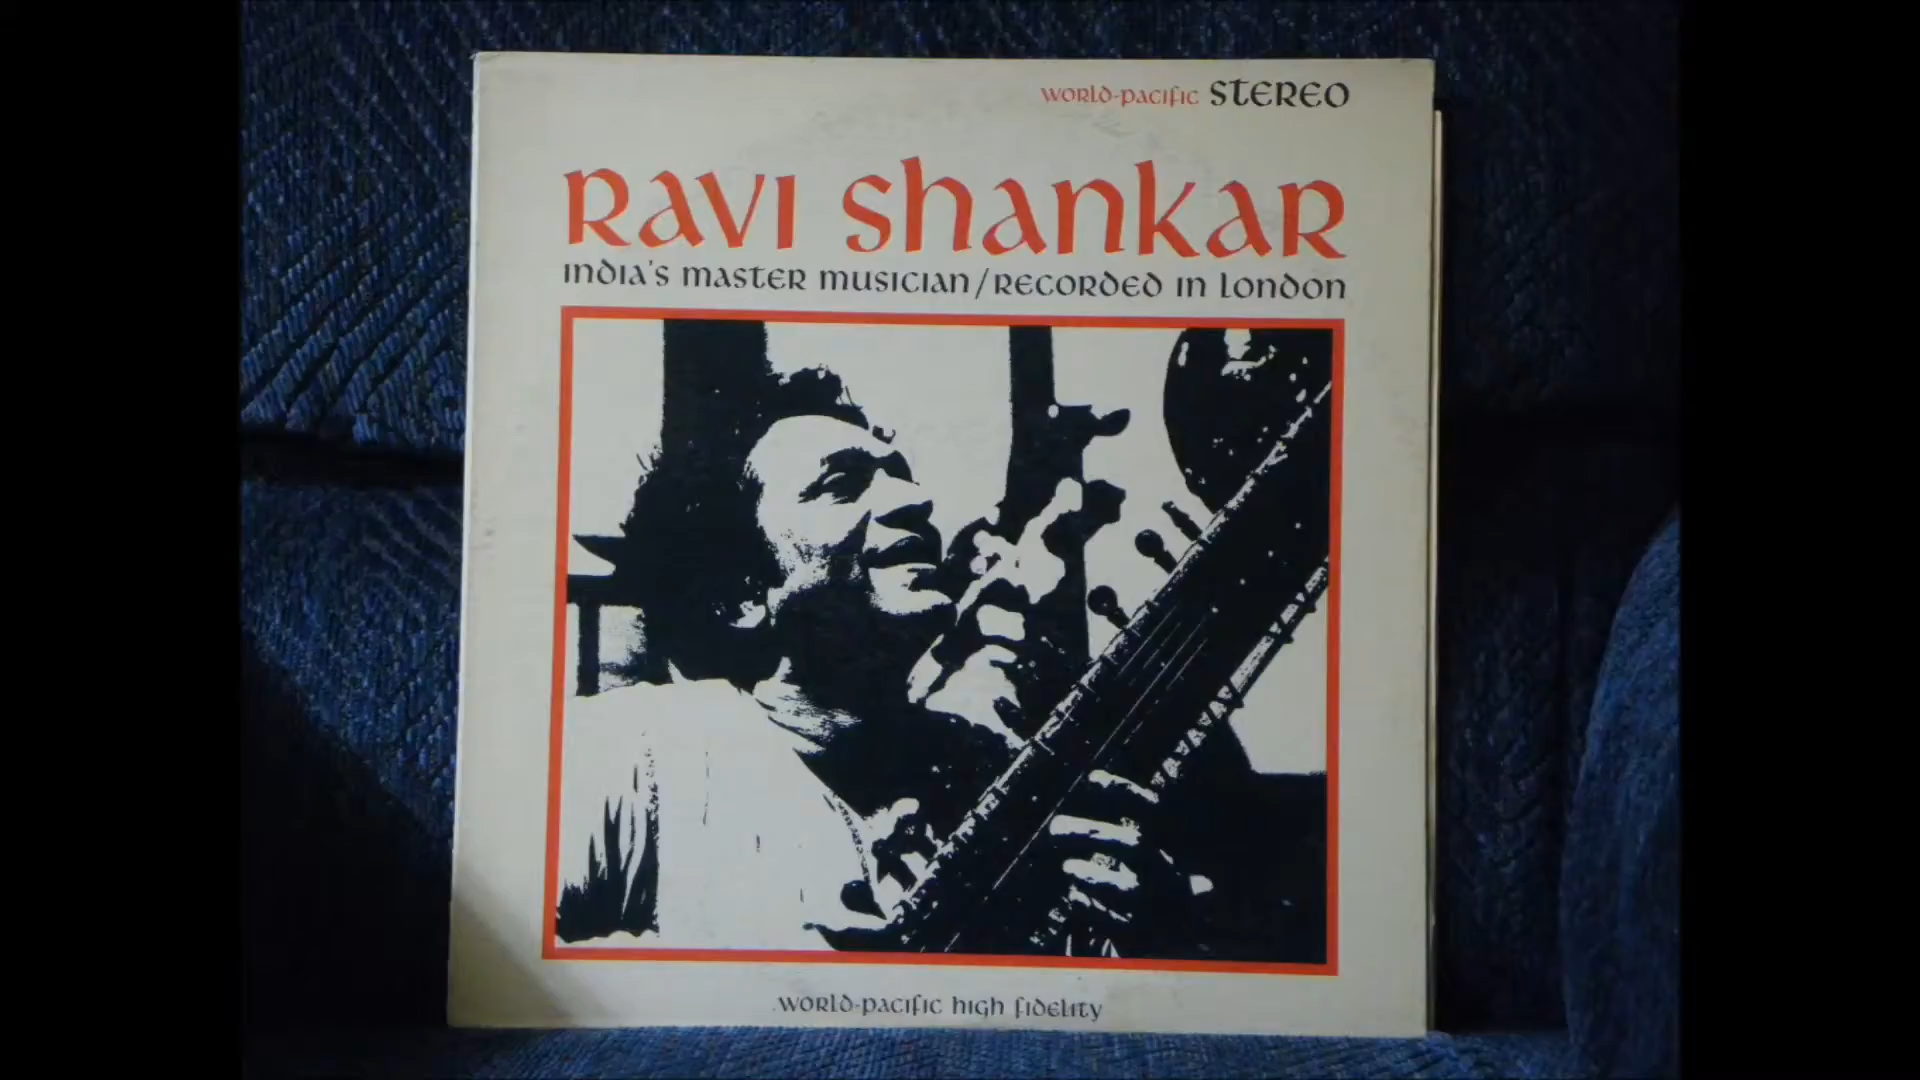 WORLD-PACIFIC STEREO
RAVI SHANKAR
INDIA'S MASTER MUSICIAN/RECORDED IN LONDON
WORLD-PACIFIC HIGH FIDELITY